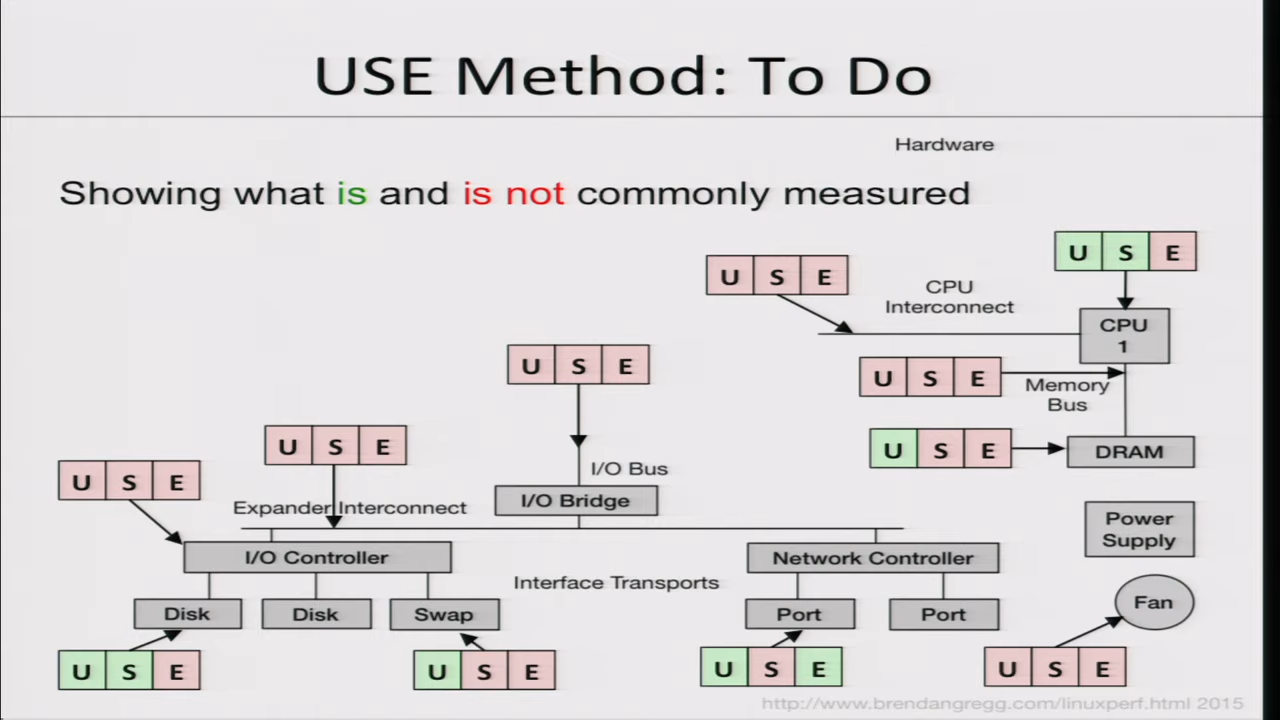 USE Method: To Do
Hardware
Showing what is and is not commonly measured
U S E
U S E
CPU
Interconnect
CPU
1
U S E
U S E
Memory
Bus
U S E
U S E
DRAM
U S E
I/O Bus
I/O Bridge
Expander Interconnect
Power
Supply
I/O Controller
Network Controller
Interface Transports
Disk
Disk
Swap
Port
Port
Fan
U S E
U S E
U S E
U S E
http://www.brendangregg.com/linuxperf.html 2015